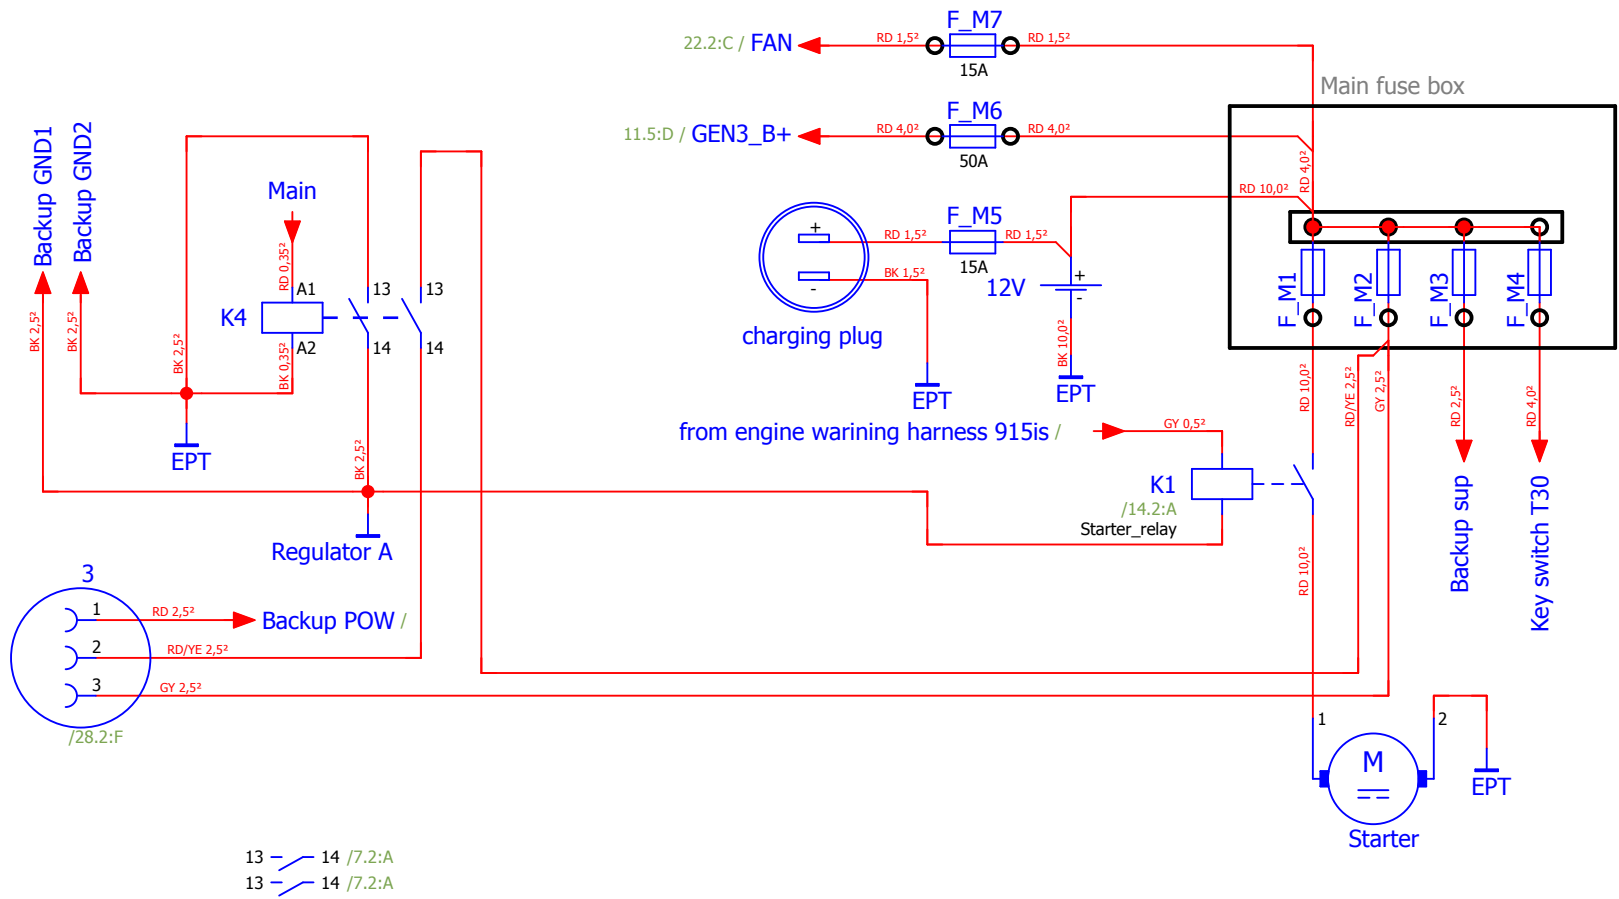 F_M7
22.2:C / FAN
RD 1,5²
RD 1,5²
15A
Main fuse box
F_M6
11.5:D / GEN3_B+
RD 4,0²
RD 4,0²
50A
RD 4,0²
RD 10,0²
Backup GND1
Backup GND2
Main
RD 0,35²
A1
13
13
K4
A2
14
14
BK 2,5²
BK 2,5²
BK 2,5²
BK 0,35²
EPT
BK 2,5²
Regulator A
+
-
charging plug
RD 1,5²
F_M5
RD 1,5²
15A
BK 1,5²
12V
+
-
BK 10,0²
EPT
EPT
F_M1
F_M2
F_M3
F_M4
RD 10,0²
RD/YE 2,5²
GY 2,5²
RD 2,5²
RD 4,0²
from engine warining harness 915is /
GY 0,5²
K1
/14.2:A
Starter_relay
RD 10,0²
Backup sup
Key switch T30
3
1
RD 2,5²
Backup POW /
2
RD/YE 2,5²
3
GY 2,5²
/28.2:F
1
2
M
EPT
Starter
13
14 /7.2:A
13
14 /7.2:A